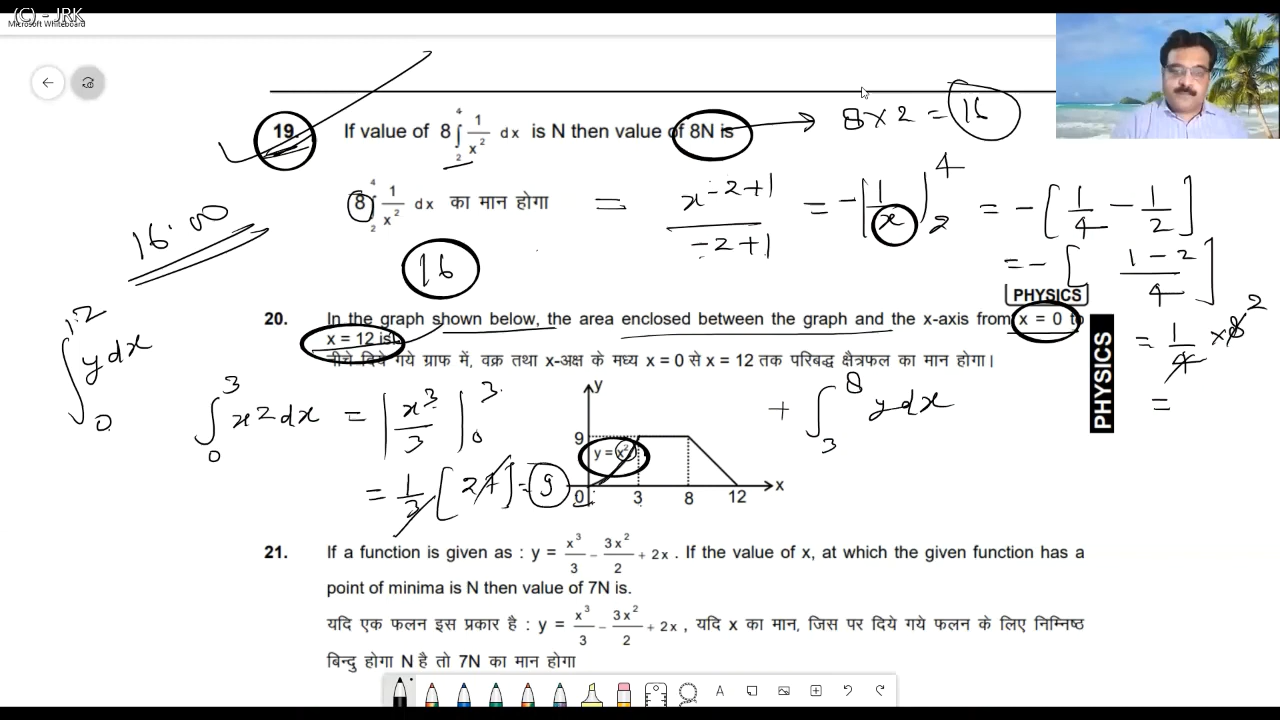 (C) - JRK
Microsoft Whiteboard
19. If value of 8 ∫₂⁴ 1/x² dx is N then value of 8N is
8 × 2 = 16
8 ∫₂⁴ 1/x² dx का मान होगा
= x⁻²⁺¹/-2+1 = -|1/x|₂⁴ = -[1/4 - 1/2]
= -[1-2/4]
= 1/4 × 8 2
=
16.00
16
PHYSICS
20. In the graph shown below, the area enclosed between the graph and the x-axis from x = 0 to
x = 12 is.
नीचे दिये गये ग्राफ में, वक्र तथा x-अक्ष के मध्य x = 0 से x = 12 तक परिबद्ध क्षैत्रफल का मान होगा।
∫₀¹² y dx
∫₀³ x2 dx = |x³/3|₀³
= 1/3 [27] = 9
+ ∫₃⁸ y dx
y
9
y = x²
0 3 8 12 x
PHYSICS
21. If a function is given as : y = x³/3 - 3x²/2 + 2x. If the value of x, at which the given function has a
point of minima is N then value of 7N is.
यदि एक फलन इस प्रकार है : y = x³/3 - 3x²/2 + 2x, यदि x का मान, जिस पर दिये गये फलन के लिए निम्निष्ठ
बिन्दु होगा N है तो 7N का मान होगा
A